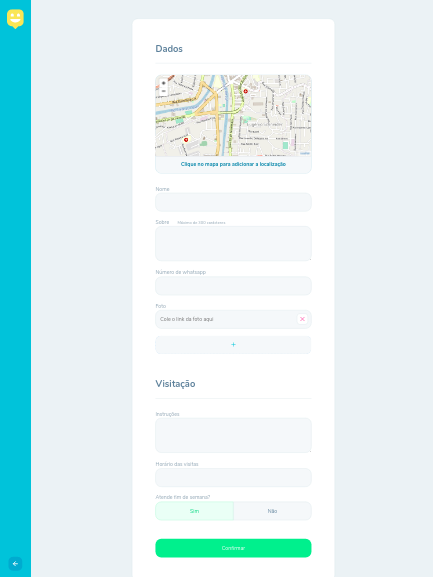 Dados
Clique no mapa para adicionar a localização
Nome
Sobre Máximo de 300 caracteres
Número de whatsapp
Foto
Cole o link da foto aqui
+
Visitação
Instruções
Horário das visitas
Atende fim de semana?
Sim Não
Confirmar